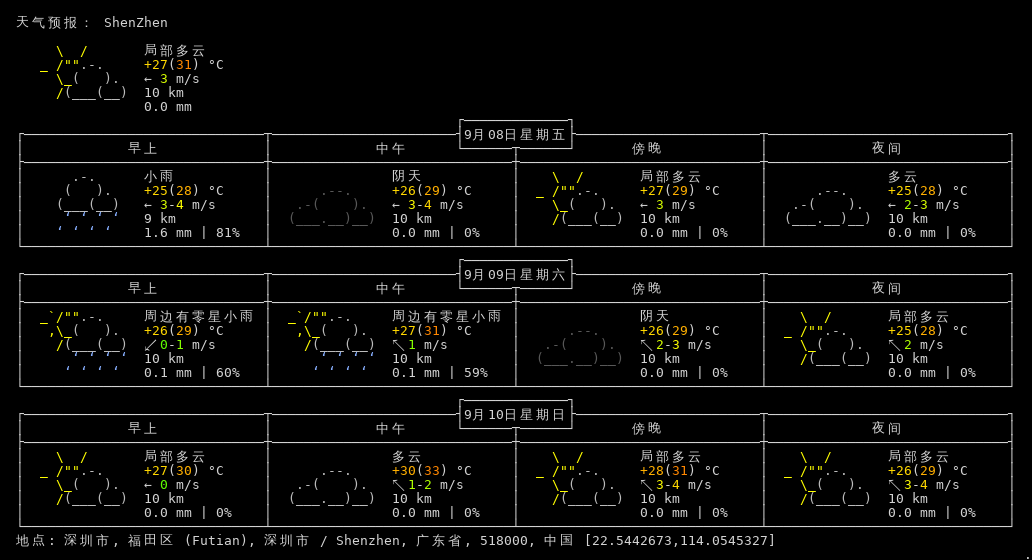 天气预报： ShenZhen
局部多云
+27(31) °C
← 3 m/s
10 km
0.0 mm
9月08日星期五
早上 中午 傍晚 夜间
小雨 阴天 局部多云 多云
+25(28) °C +26(29) °C +27(29) °C +25(28) °C
← 3-4 m/s ← 3-4 m/s ← 3 m/s ← 2-3 m/s
9 km 10 km 10 km 10 km
1.6 mm | 81% 0.0 mm | 0% 0.0 mm | 0% 0.0 mm | 0%
9月09日星期六
早上 中午 傍晚 夜间
周边有零星小雨 周边有零星小雨 阴天 局部多云
+26(29) °C +27(31) °C +26(29) °C +25(28) °C
↙ 0-1 m/s ↖ 1 m/s ↖ 2-3 m/s ↖ 2 m/s
10 km 10 km 10 km 10 km
0.1 mm | 60% 0.1 mm | 59% 0.0 mm | 0% 0.0 mm | 0%
9月10日星期日
早上 中午 傍晚 夜间
局部多云 多云 局部多云 局部多云
+27(30) °C +30(33) °C +28(31) °C +26(29) °C
← 0 m/s ↖ 1-2 m/s ↖ 3-4 m/s ↖ 3-4 m/s
10 km 10 km 10 km 10 km
0.0 mm | 0% 0.0 mm | 0% 0.0 mm | 0% 0.0 mm | 0%
地点: 深圳市, 福田区 (Futian), 深圳市 / Shenzhen, 广东省, 518000, 中国 [22.5442673,114.0545327]